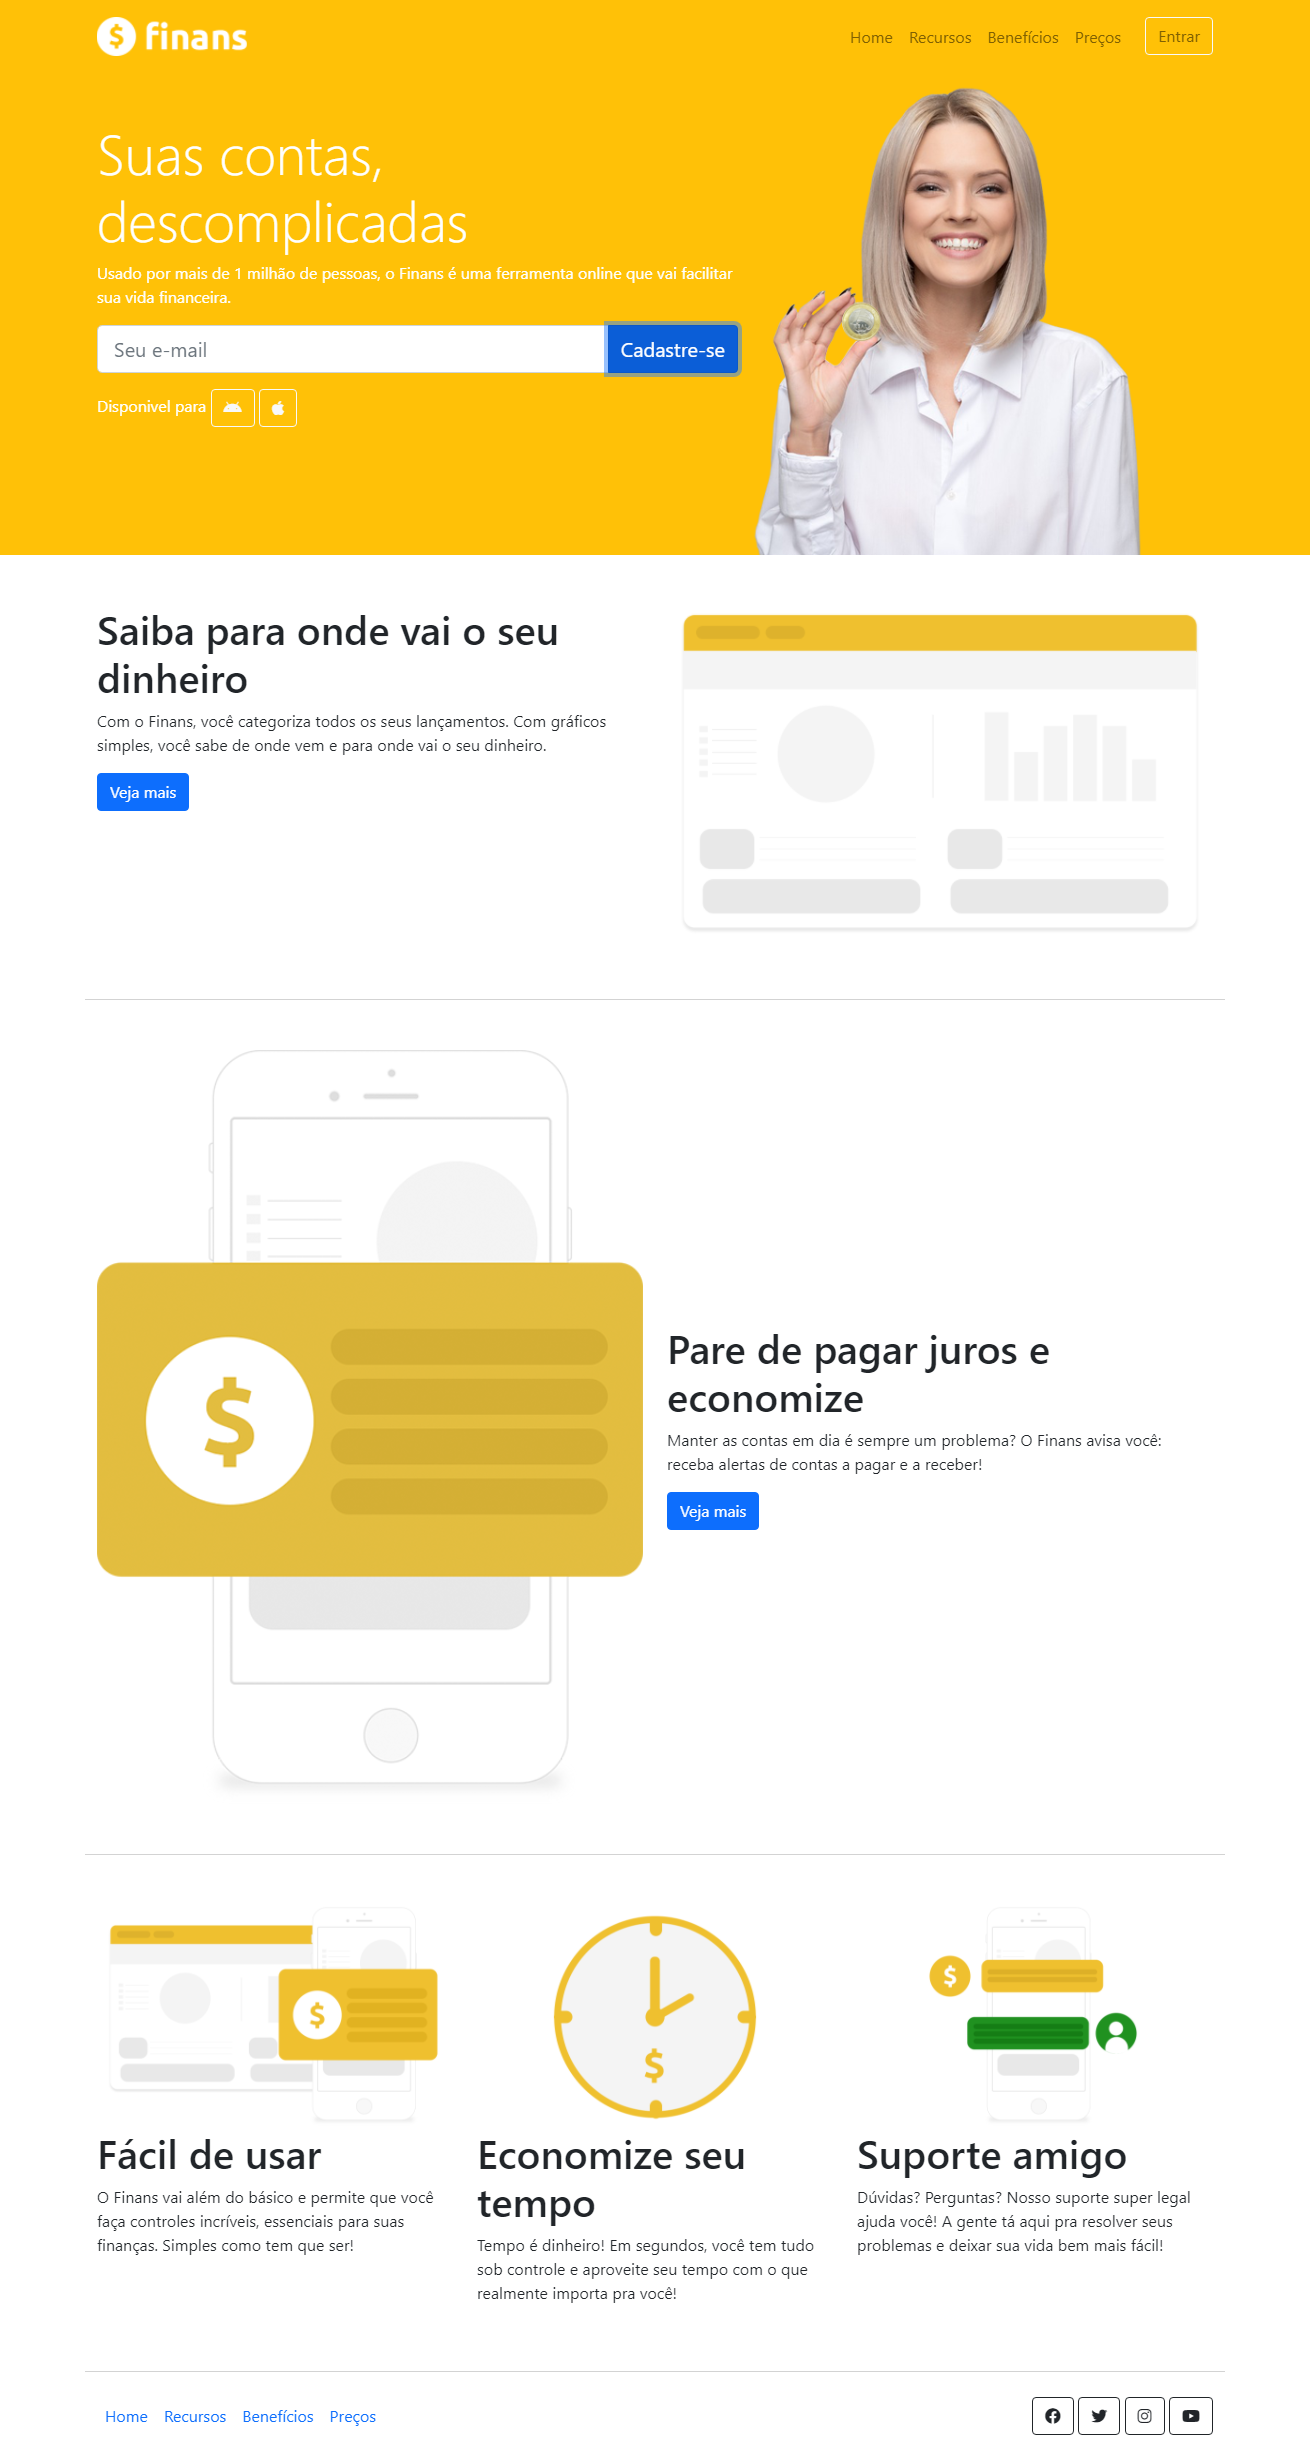 finans
Home Recursos Benefícios Preços Entrar
Suas contas,
descomplicadas
Usado por mais de 1 milhão de pessoas, o Finans é uma ferramenta online que vai facilitar
sua vida financeira.
Seu e-mail Cadastre-se
Disponivel para
Saiba para onde vai o seu
dinheiro
Com o Finans, você categoriza todos os seus lançamentos. Com gráficos
simples, você sabe de onde vem e para onde vai o seu dinheiro.
Veja mais
$
Pare de pagar juros e
economize
Manter as contas em dia é sempre um problema? O Finans avisa você:
receba alertas de contas a pagar e a receber!
Veja mais
Fácil de usar
O Finans vai além do básico e permite que você
faça controles incríveis, essenciais para suas
finanças. Simples como tem que ser!
Economize seu
tempo
Tempo é dinheiro! Em segundos, você tem tudo
sob controle e aproveite seu tempo com o que
realmente importa pra você!
Suporte amigo
Dúvidas? Perguntas? Nosso suporte super legal
ajuda você! A gente tá aqui pra resolver seus
problemas e deixar sua vida bem mais fácil!
Home Recursos Benefícios Preços